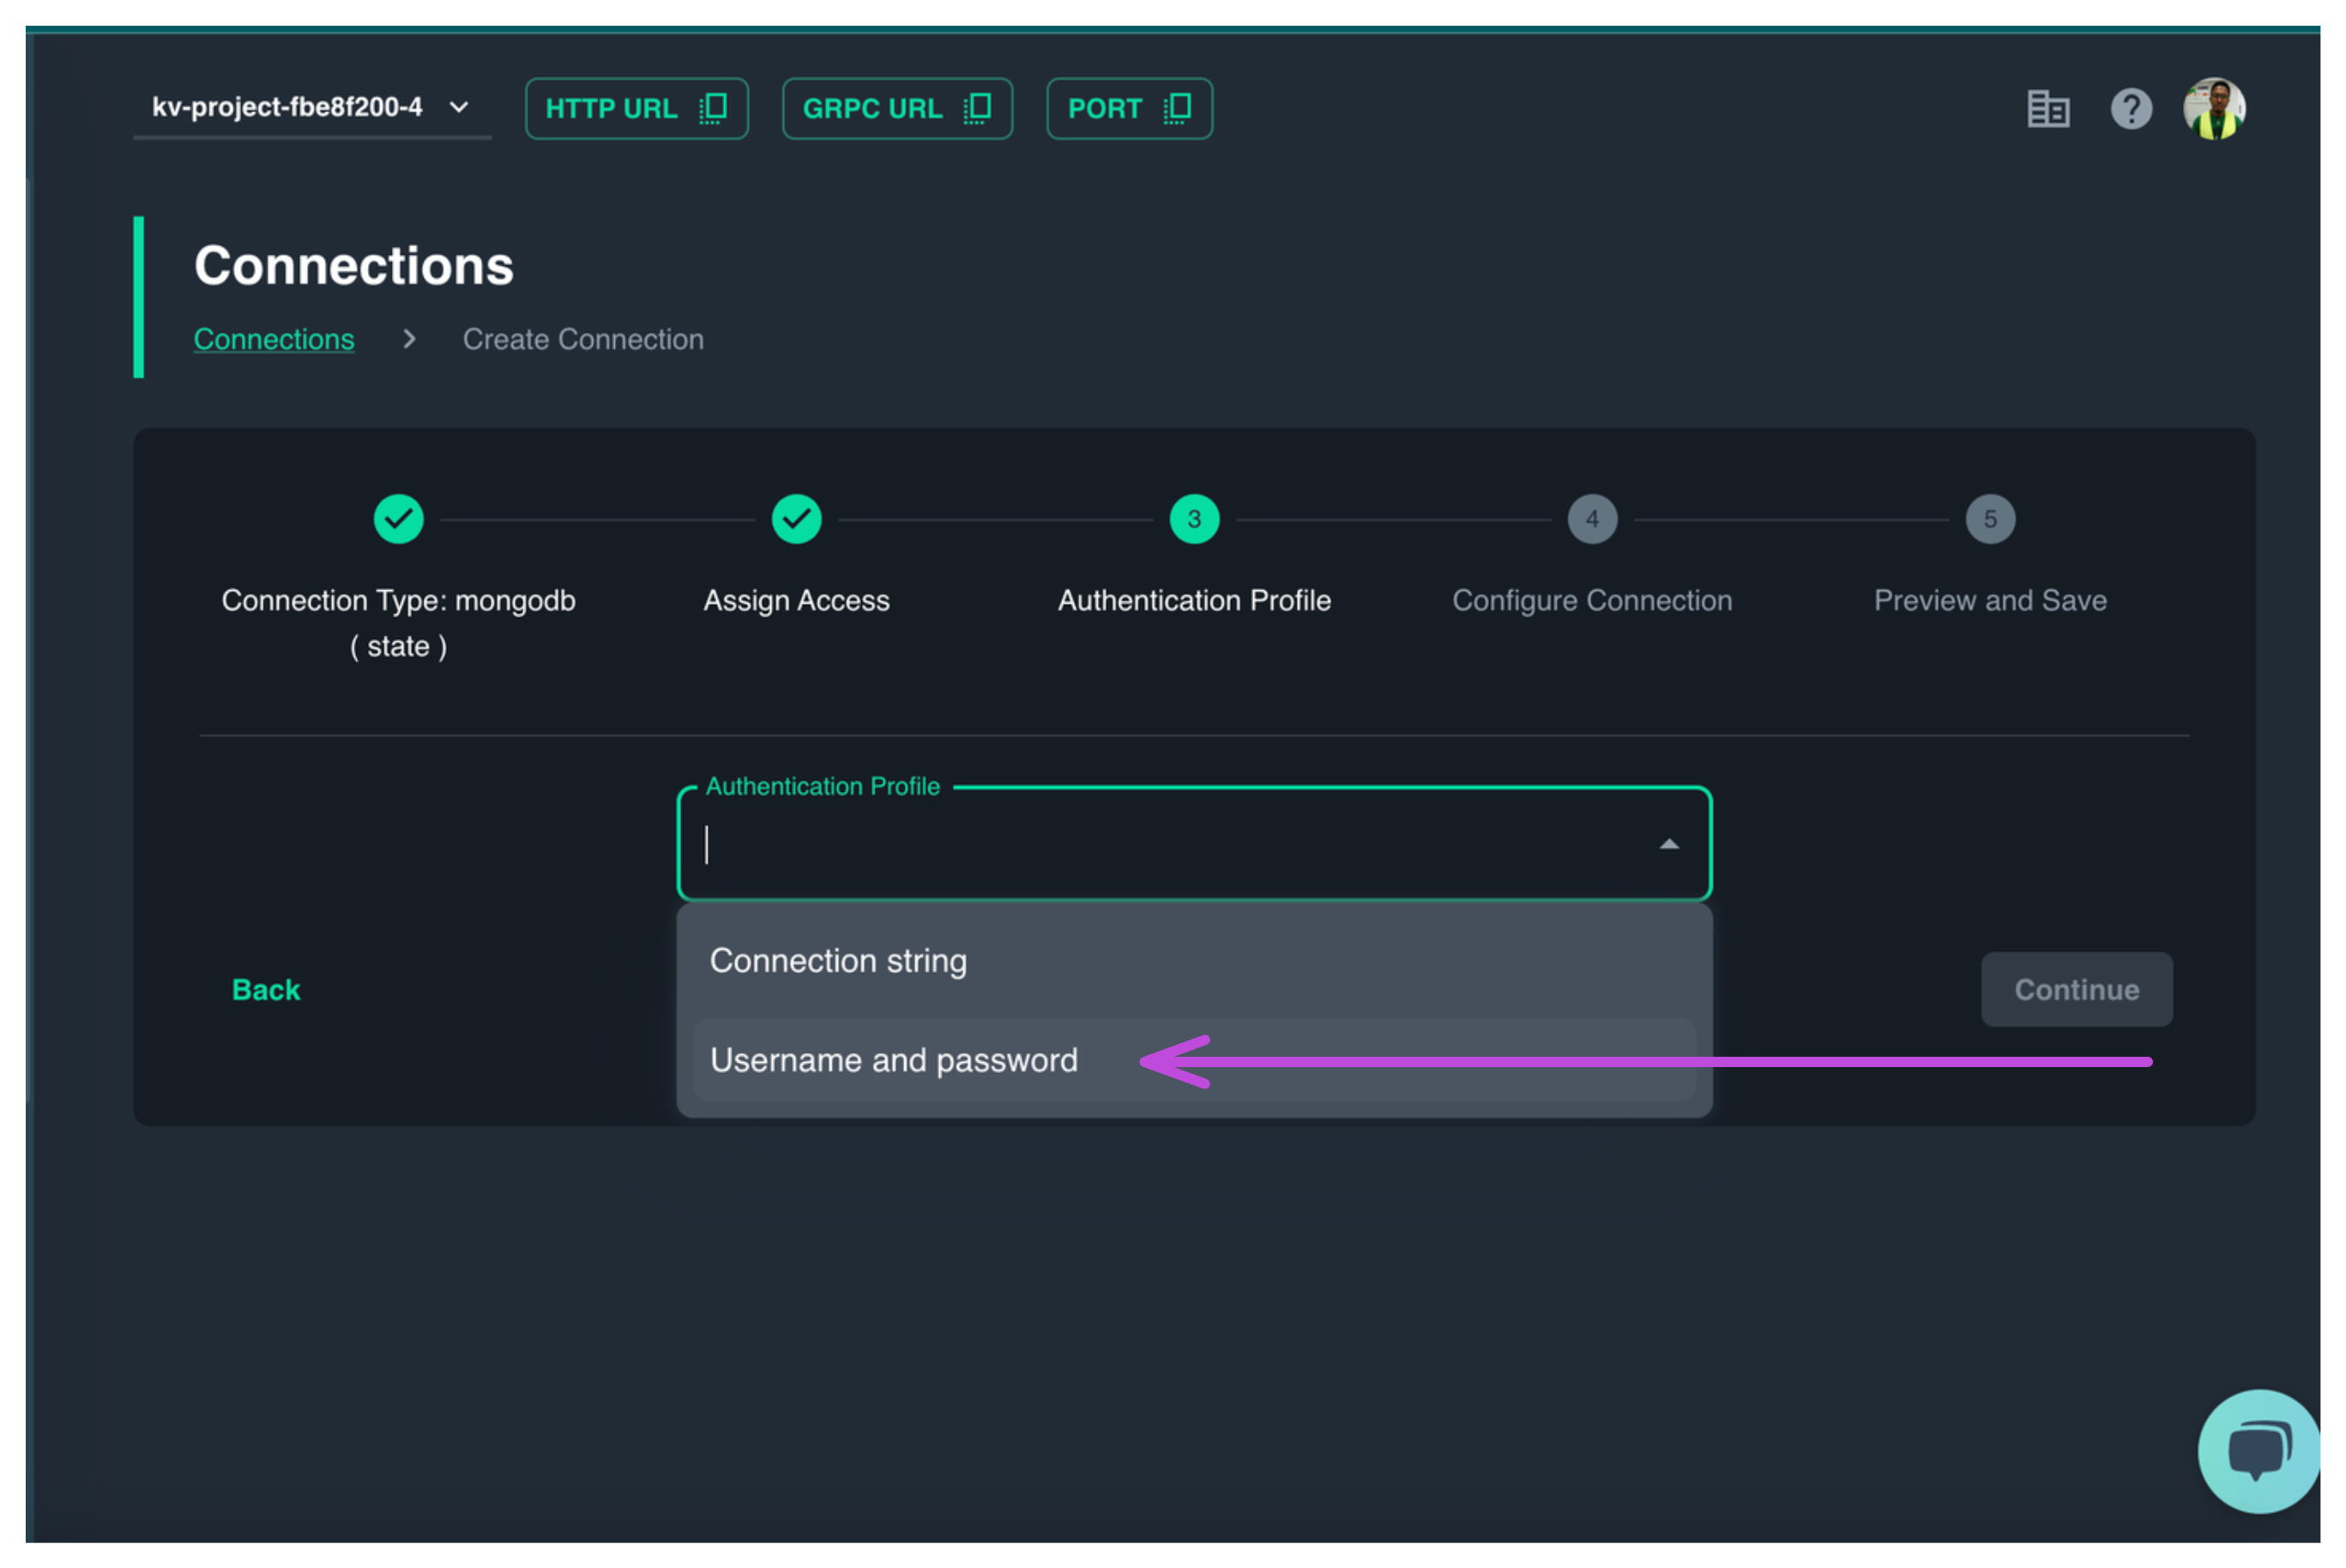 kv-project-fbe8f200-4
HTTP URL
GRPC URL
PORT
Connections
Connections > Create Connection
3
4
5
Connection Type: mongodb
( state )
Assign Access
Authentication Profile
Configure Connection
Preview and Save
Authentication Profile
Connection string
Username and password
Back
Continue